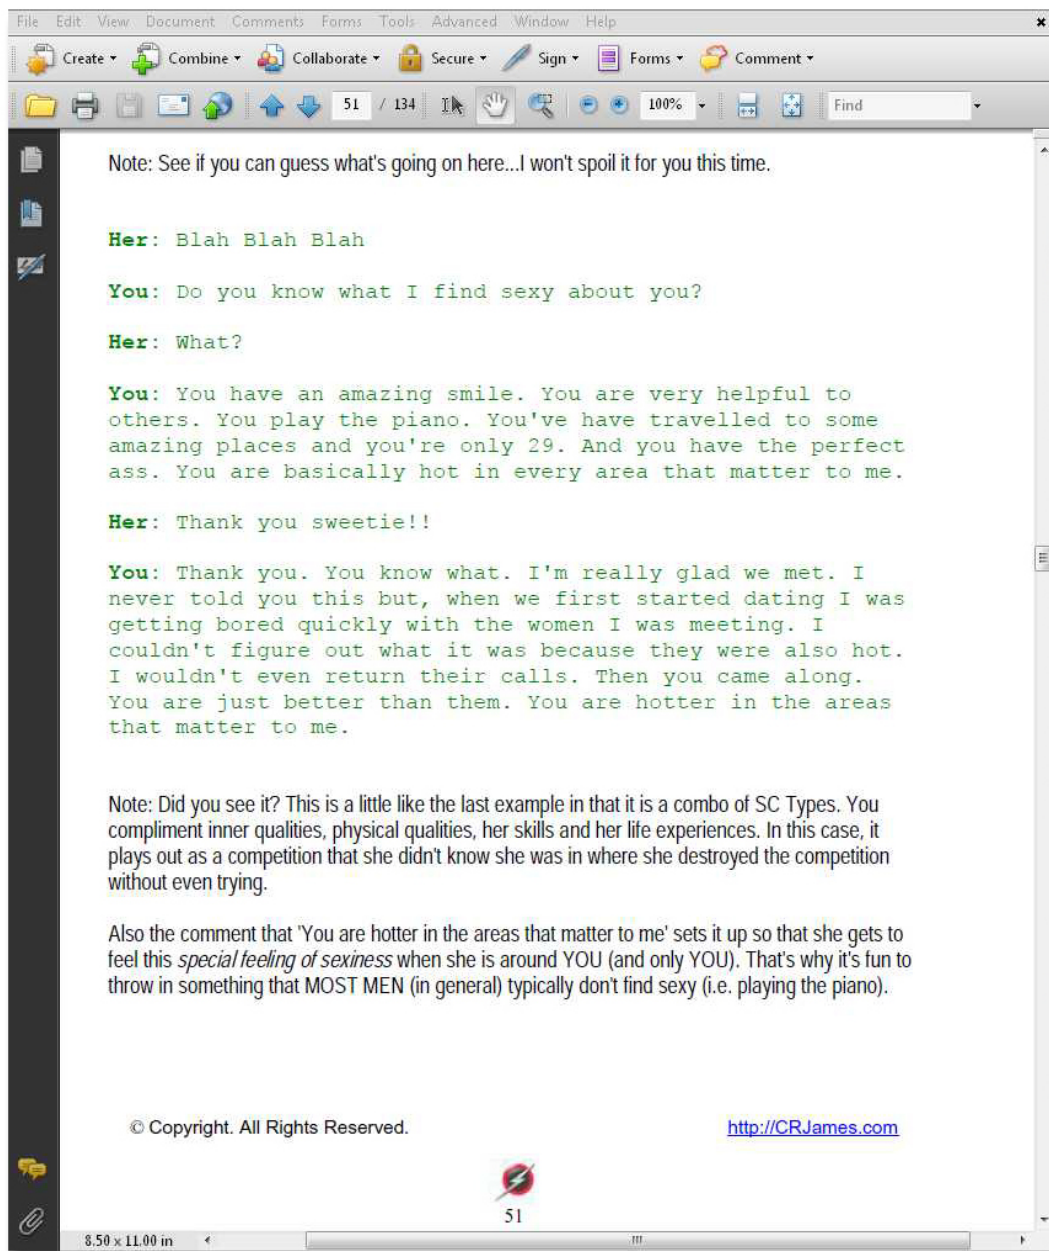 File Edit View Document Comments Forms Tools Advanced Window Help
Create Combine Collaborate Secure Sign Forms Comment
51 / 134 100% Find
Note: See if you can guess what's going on here...I won't spoil it for you this time.
Her: Blah Blah Blah
You: Do you know what I find sexy about you?
Her: What?
You: You have an amazing smile. You are very helpful to
others. You play the piano. You've have travelled to some
amazing places and you're only 29. And you have the perfect
ass. You are basically hot in every area that matter to me.
Her: Thank you sweetie!!
You: Thank you. You know what. I'm really glad we met. I
never told you this but, when we first started dating I was
getting bored quickly with the women I was meeting. I
couldn't figure out what it was because they were also hot.
I wouldn't even return their calls. Then you came along.
You are just better than them. You are hotter in the areas
that matter to me.
Note: Did you see it? This is a little like the last example in that it is a combo of SC Types. You
compliment inner qualities, physical qualities, her skills and her life experiences. In this case, it
plays out as a competition that she didn't know she was in where she destroyed the competition
without even trying.
Also the comment that 'You are hotter in the areas that matter to me' sets it up so that she gets to
feel this special feeling of sexiness when she is around YOU (and only YOU). That's why it's fun to
throw in something that MOST MEN (in general) typically don't find sexy (i.e. playing the piano).
© Copyright. All Rights Reserved. http://CRJames.com
51
8.50 x 11.00 in